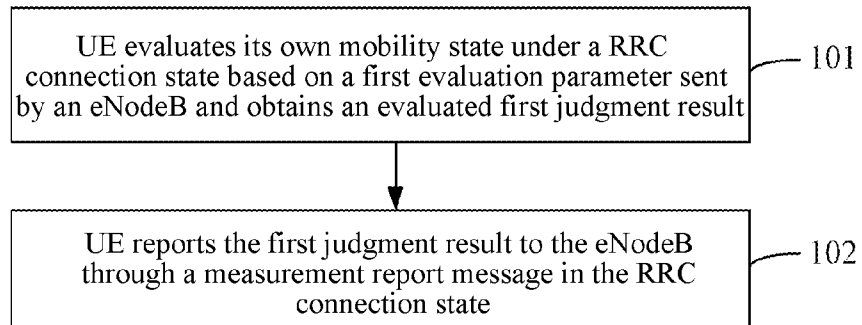 UE evaluates its own mobility state under a RRC
connection state based on a first evaluation parameter sent
by an eNodeB and obtains an evaluated first judgment result
101
UE reports the first judgment result to the eNodeB
through a measurement report message in the RRC
connection state
102